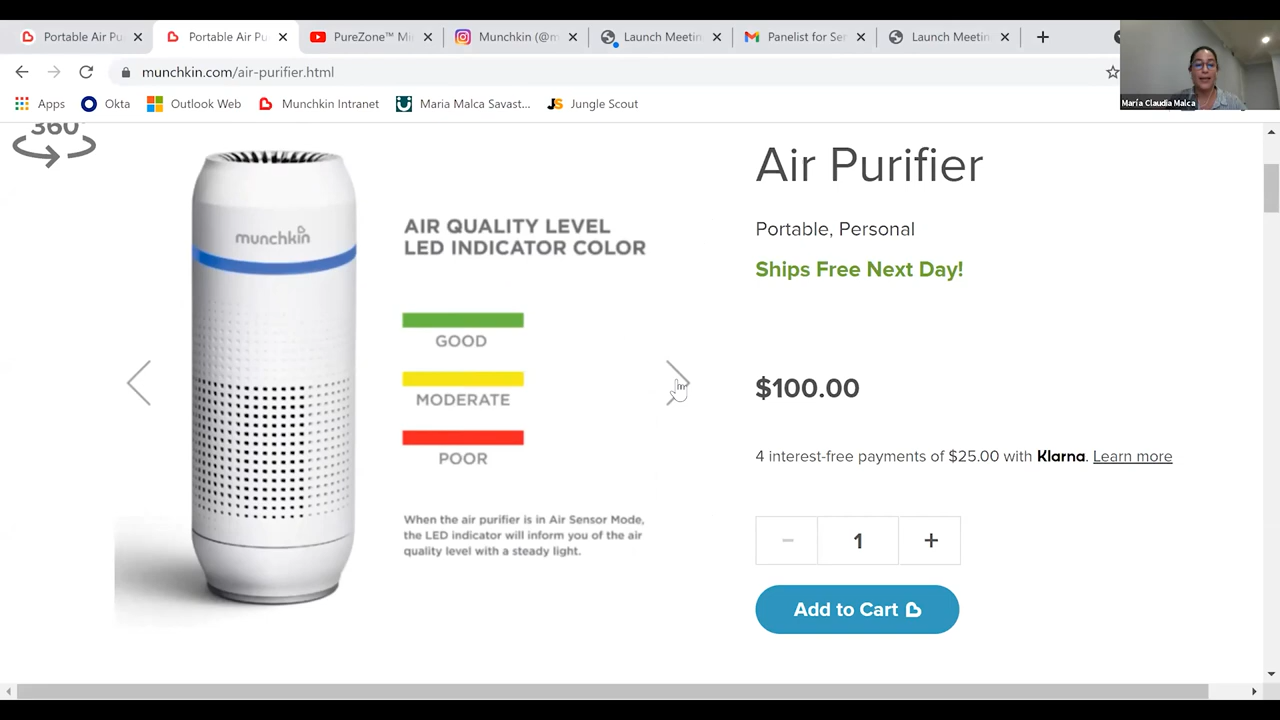 Portable Air Pu
Portable Air Pu
PureZone™ Mi
Munchkin (@m
Launch Meetin
Panelist for Ser
Launch Meetin
munchkin.com/air-purifier.html
Apps
Okta
Outlook Web
Munchkin Intranet
Maria Malca Savast...
JS
Jungle Scout
María Claudia Malca
360°
munchkin
AIR QUALITY LEVEL
LED INDICATOR COLOR
GOOD
MODERATE
POOR
When the air purifier is in Air Sensor Mode,
the LED indicator will inform you of the air
quality level with a steady light.
Air Purifier
Portable, Personal
Ships Free Next Day!
$100.00
4 interest-free payments of $25.00 with Klarna. Learn more
− 1 +
Add to Cart